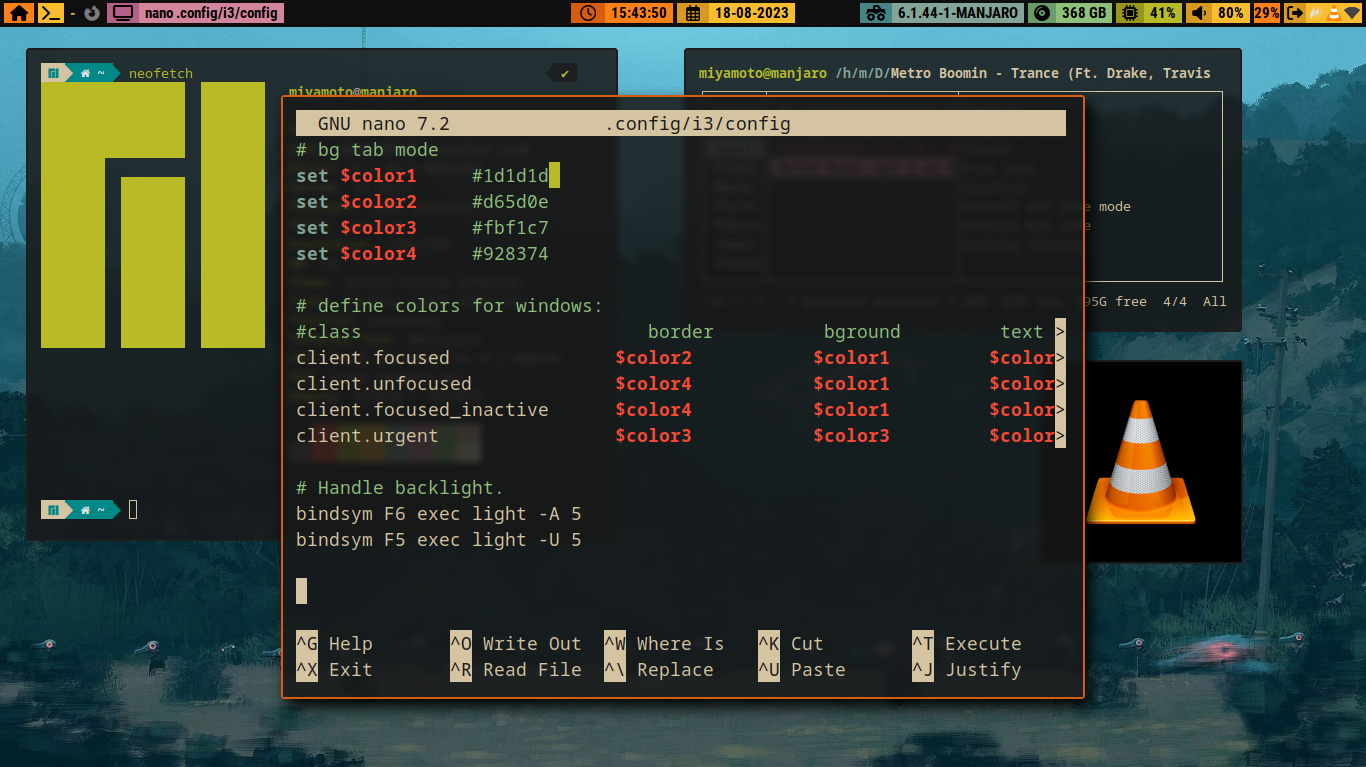 - nano .config/i3/config 15:43:50 18-08-2023 6.1.44-1-MANJARO 368 GB 41% 80% 29%
~ neofetch ✔
miyamoto@manjaro
miyamoto@manjaro /h/m/D/Metro Boomin - Trance (Ft. Drake, Travis
mode
95G free 4/4 All
~
GNU nano 7.2 .config/i3/config
# bg tab mode
set $color1 #1d1d1d
set $color2 #d65d0e
set $color3 #fbf1c7
set $color4 #928374
# define colors for windows:
#class border bground text >
client.focused $color2 $color1 $color>
client.unfocused $color4 $color1 $color>
client.focused_inactive $color4 $color1 $color>
client.urgent $color3 $color3 $color>
# Handle backlight.
bindsym F6 exec light -A 5
bindsym F5 exec light -U 5
^G Help ^O Write Out ^W Where Is ^K Cut ^T Execute
^X Exit ^R Read File ^\ Replace ^U Paste ^J Justify